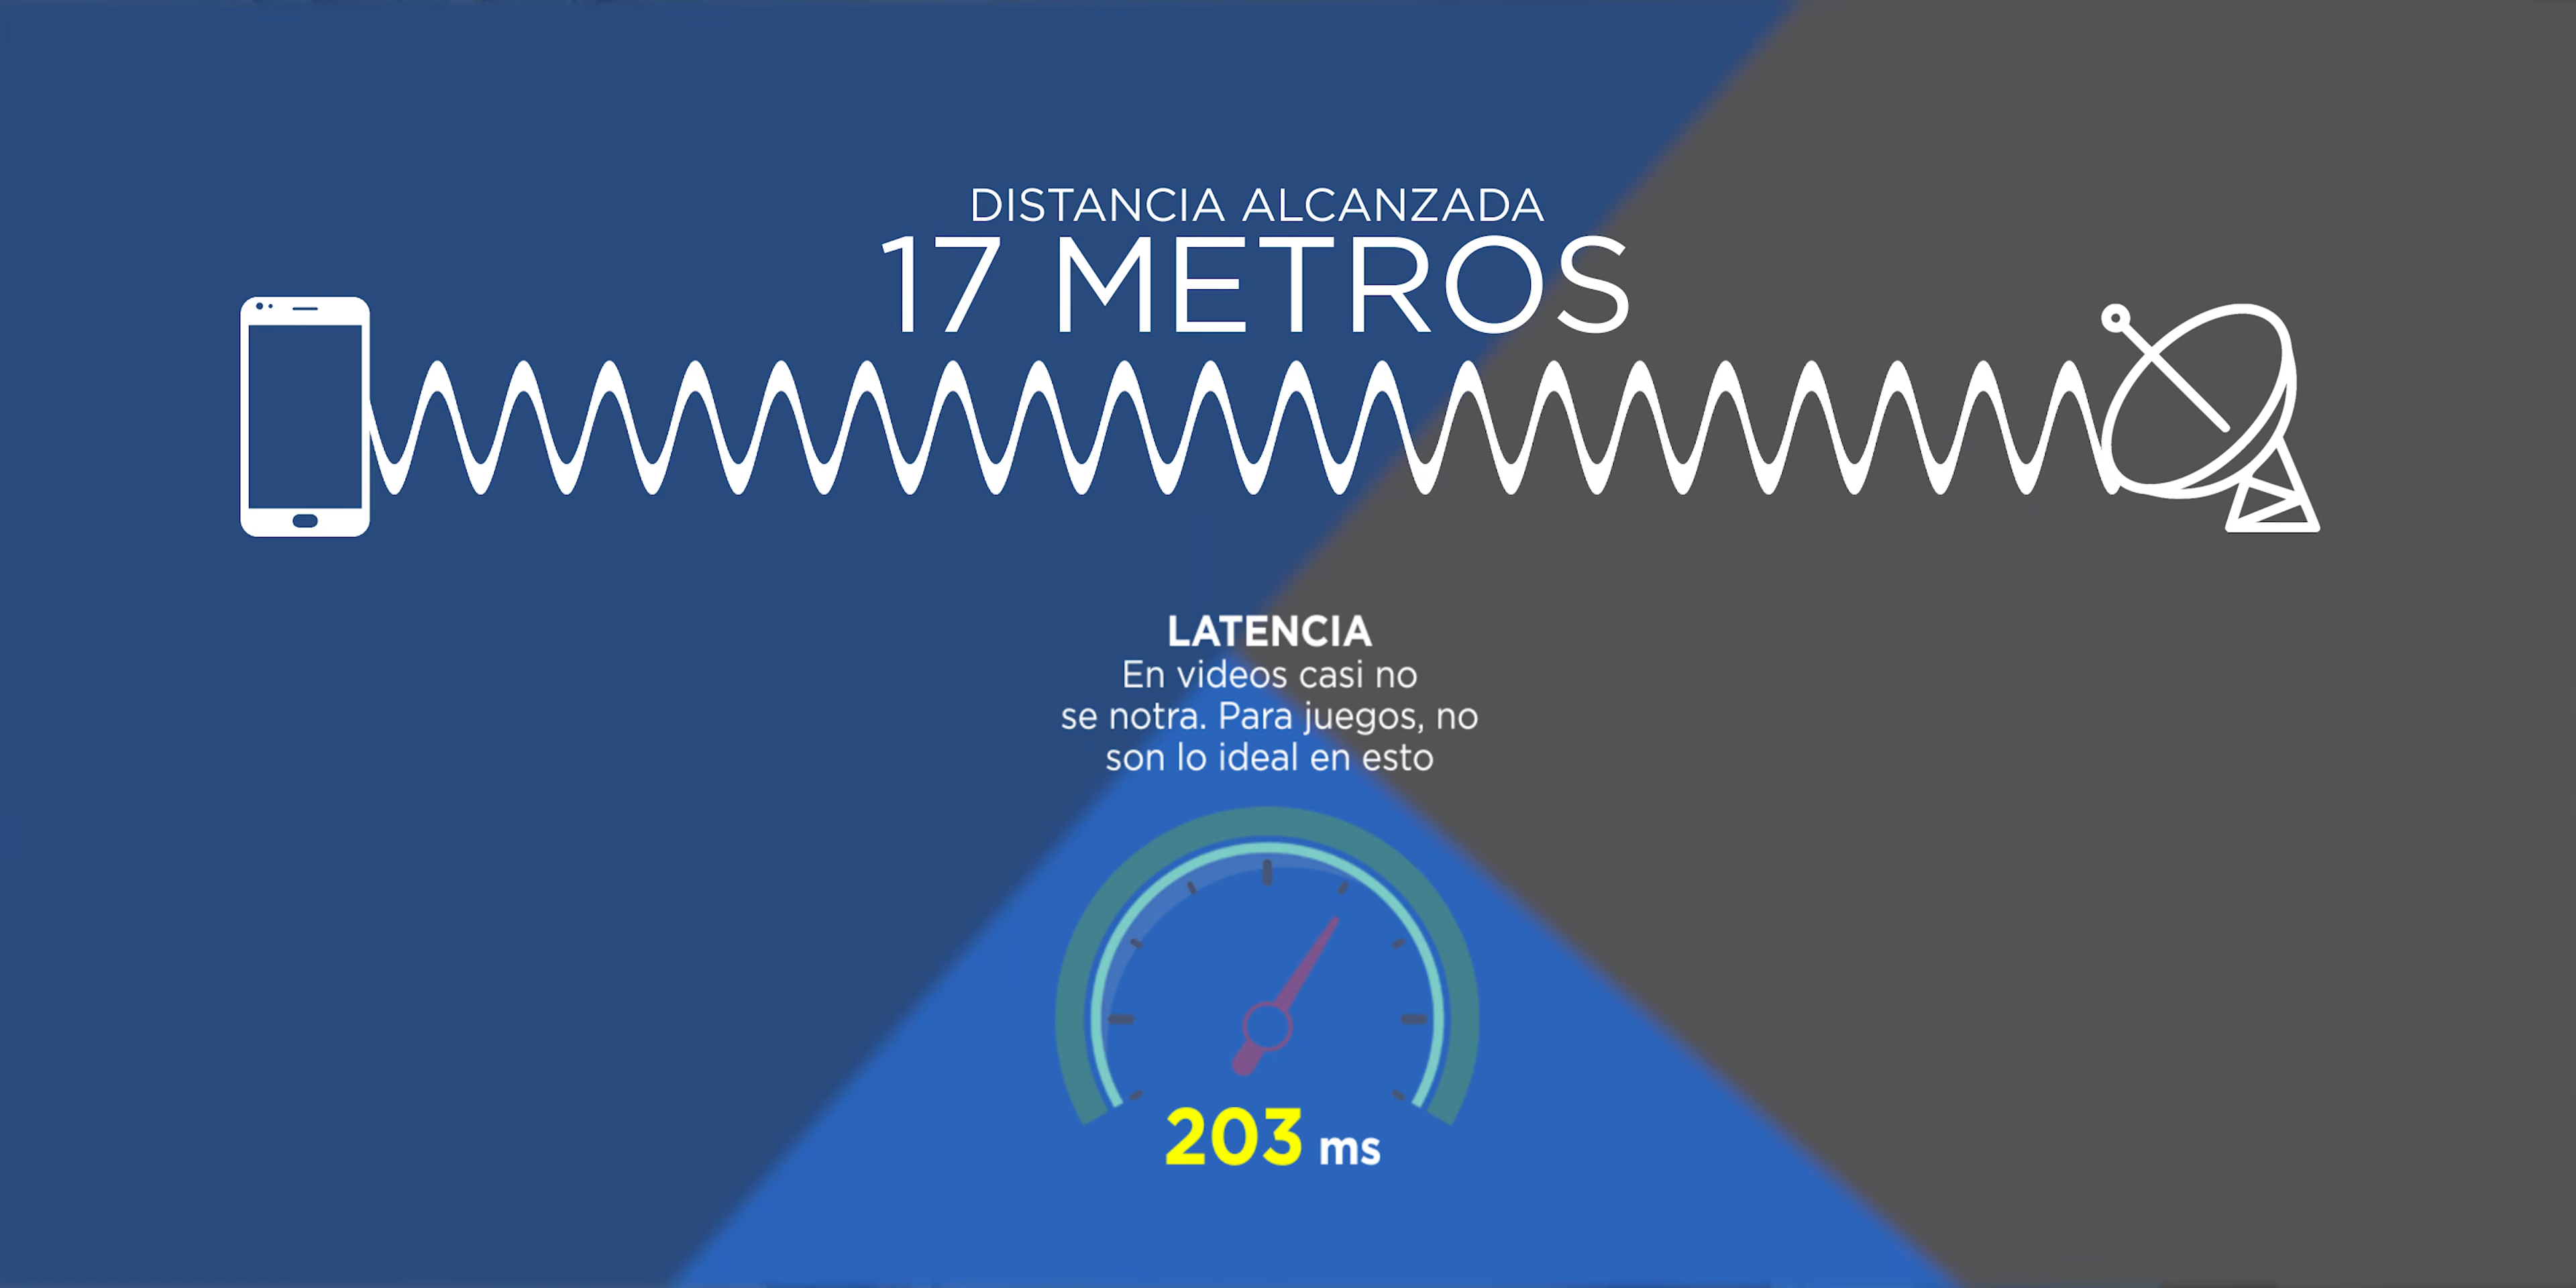 DISTANCIA ALCANZADA
17 METROS
LATENCIA
En videos casi no
se notra. Para juegos, no
son lo ideal en esto
203 ms